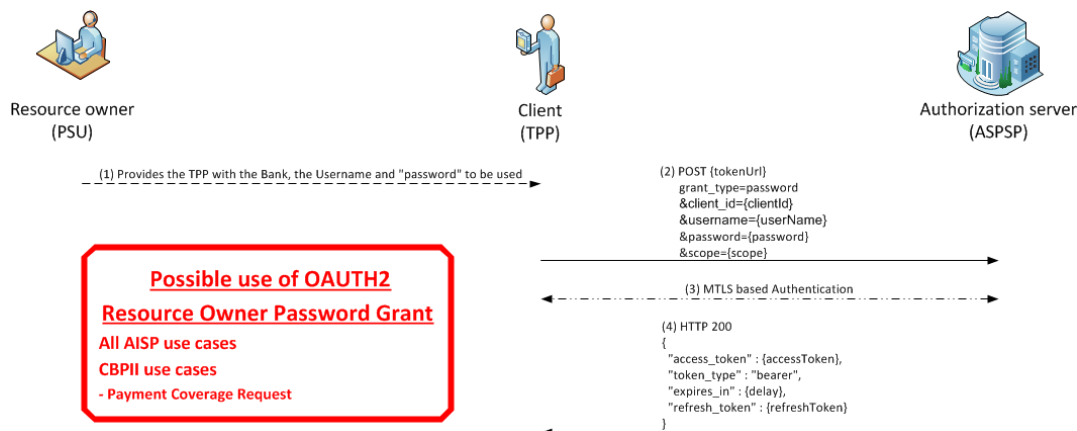 Resource owner
(PSU)
Client
(TPP)
Authorization server
(ASPSP)
(1) Provides the TPP with the Bank, the Username and "password" to be used
(2) POST {tokenUrl}
grant_type=password
&client_id={clientId}
&username={userName}
&password={password}
&scope={scope}
Possible use of OAUTH2
Resource Owner Password Grant
All AISP use cases
CBPII use cases
- Payment Coverage Request
(3) MTLS based Authentication
(4) HTTP 200
{
"access_token" : {accessToken},
"token_type" : "bearer",
"expires_in" : {delay},
"refresh_token" : {refreshToken}
}